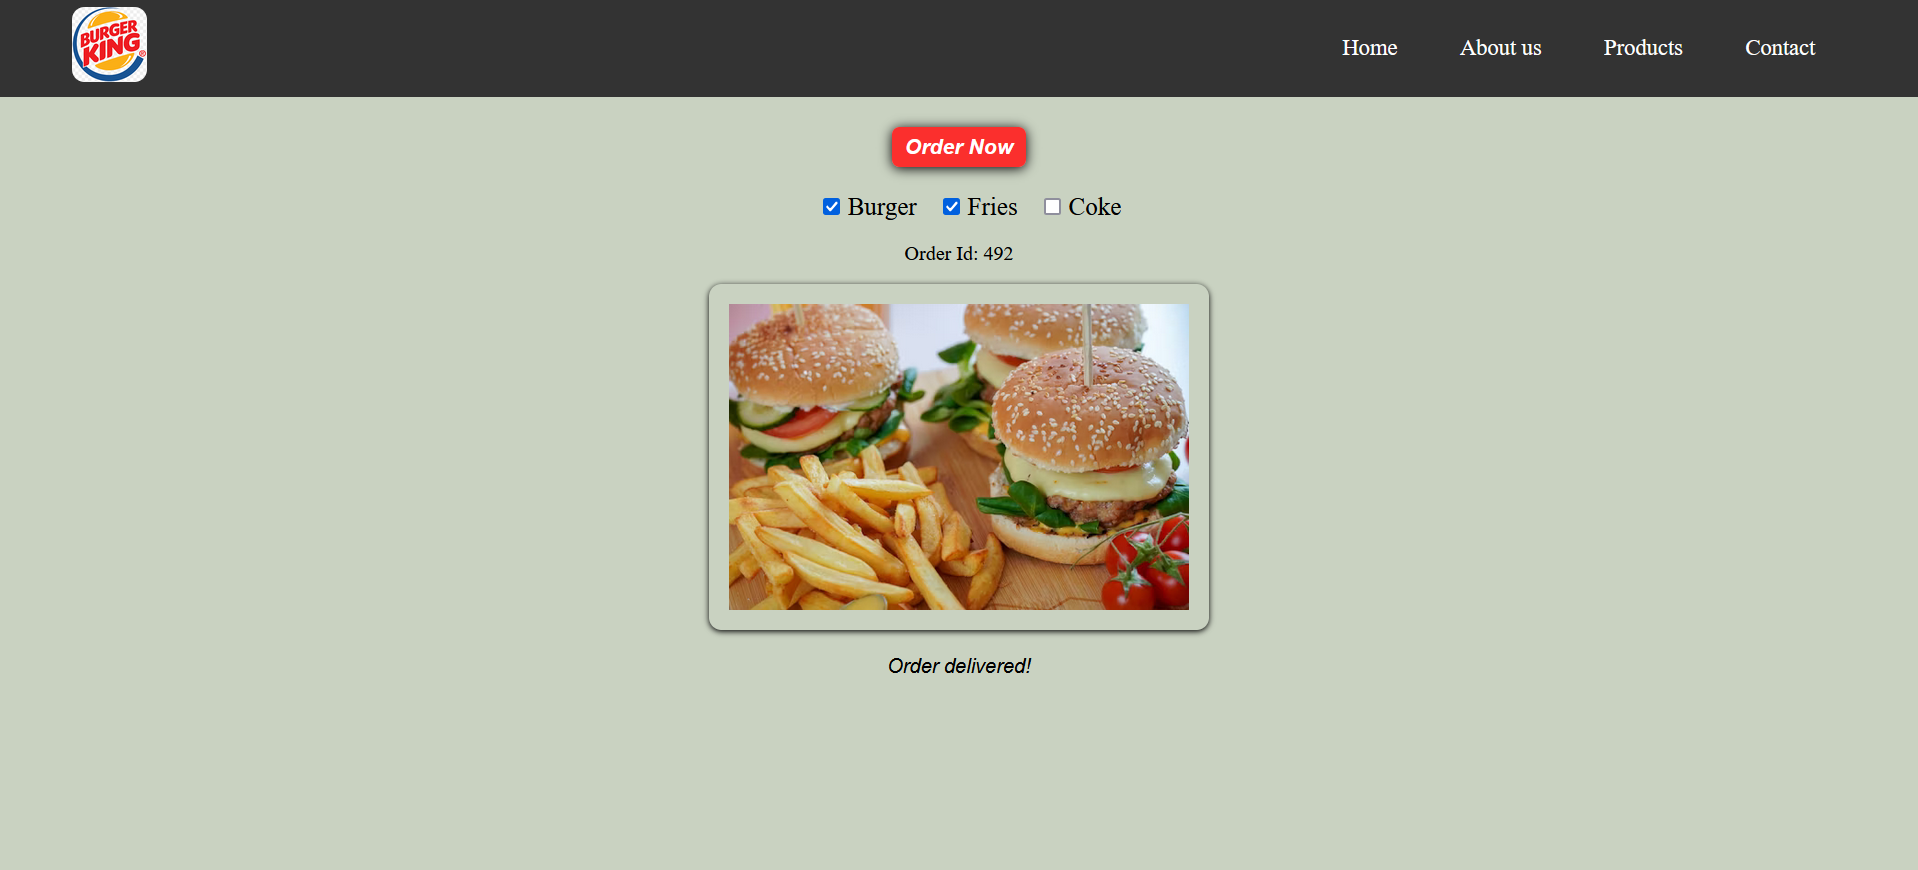 BURGER
KING®
Home About us Products Contact
Order Now
Burger Fries Coke
Order Id: 492
Order delivered!